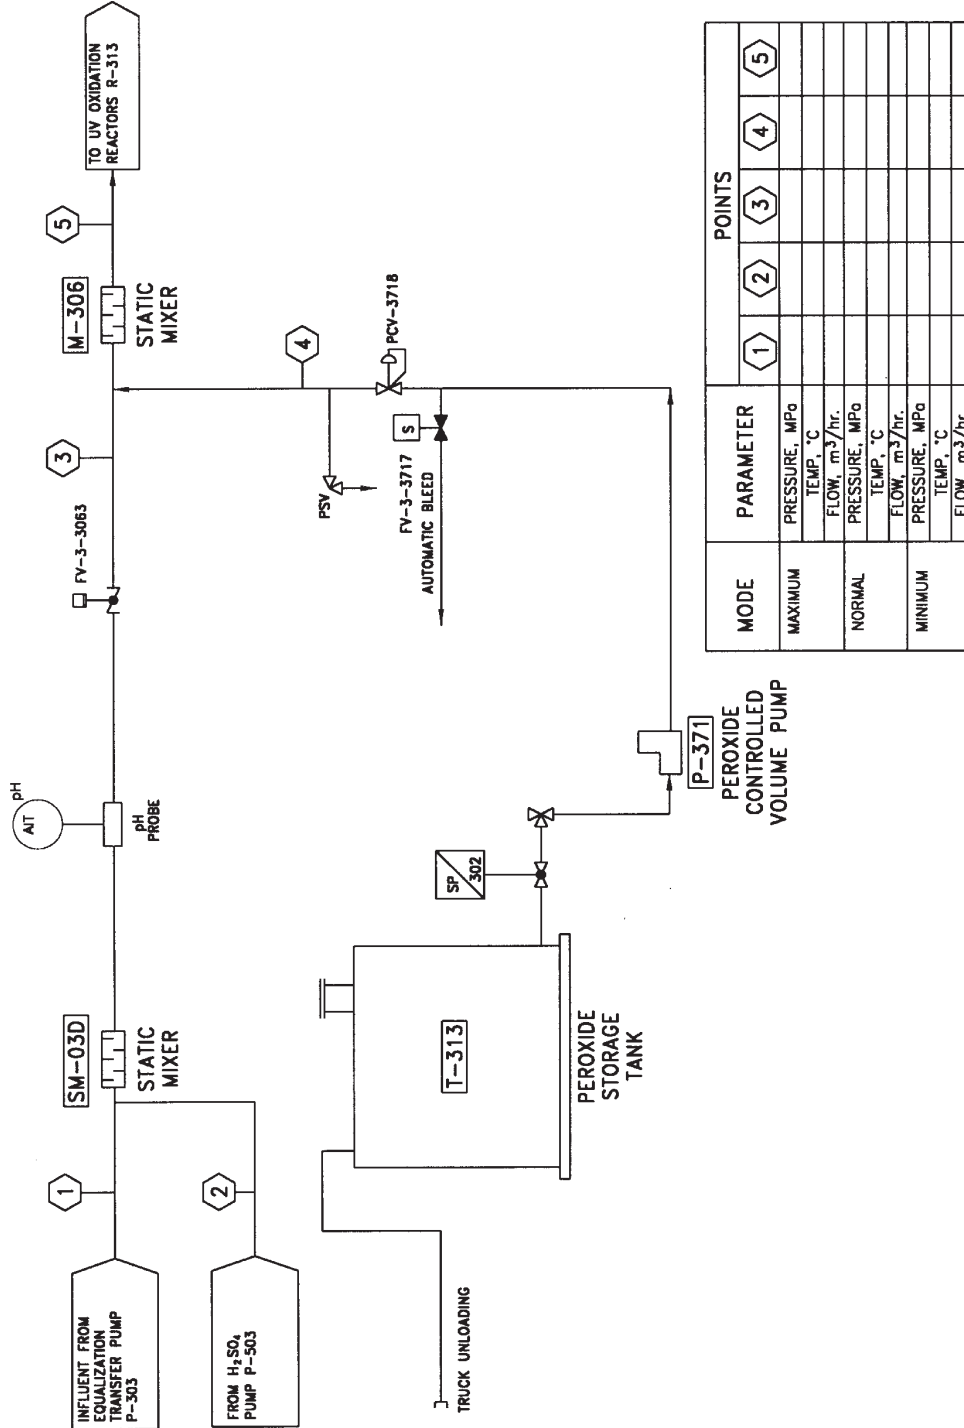 INFLUENT FROM
EQUALIZATION
TRANSFER PUMP
P-303
1
FROM H₂SO₄
PUMP P-503
2
SM-03D
STATIC
MIXER
AIT
pH
pH
PROBE
FV-3-3063
3
M-306
STATIC
MIXER
5
TO UV OXIDATION
REACTORS R-313
4
PCV-3718
PSV
S
FV-3-3717
AUTOMATIC BLEED
TRUCK UNLOADING
T-313
PEROXIDE
STORAGE
TANK
SP
302
P-371
PEROXIDE
CONTROLLED
VOLUME PUMP
MODE
PARAMETER
POINTS
1 2 3 4 5
MAXIMUM
PRESSURE, MPa
TEMP, °C
FLOW, m³/hr.
NORMAL
PRESSURE, MPa
TEMP, °C
FLOW, m³/hr.
MINIMUM
PRESSURE, MPa
TEMP, °C
FLOW, m³/hr.